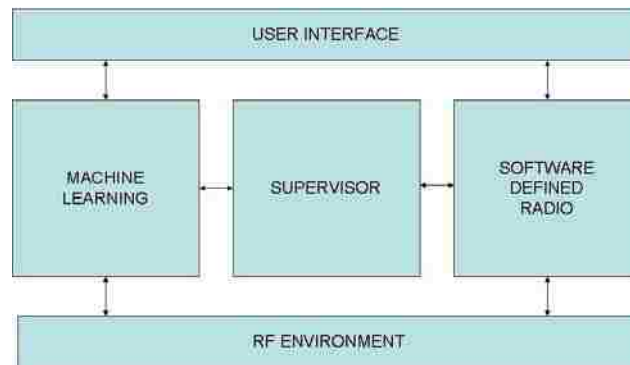 USER INTERFACE
MACHINE
LEARNING
SUPERVISOR
SOFTWARE
DEFINED
RADIO
RF ENVIRONMENT